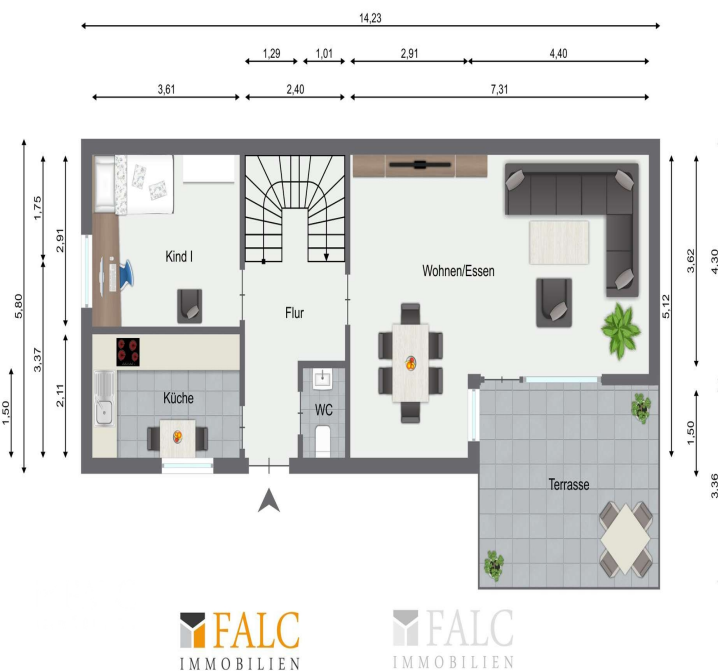 14,23
1,29
1,01
2,91
4,40
3,61
2,40
7,31
5,80
1,75
3,37
1,50
2,91
2,11
5,12
3,62
1,50
4.30
3.36
Kind I
Wohnen/Essen
Flur
Küche
WC
Terrasse
FALC
IMMOBILIEN
FALC
IMMOBILIEN